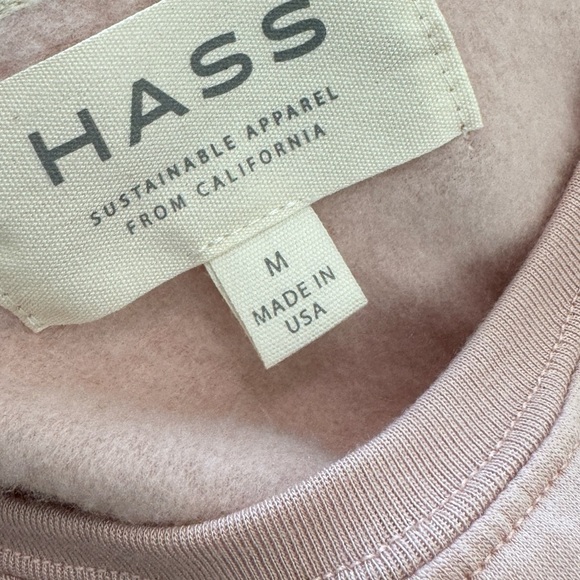 HASS
SUSTAINABLE APPAREL
FROM CALIFORNIA
M
MADE IN
USA